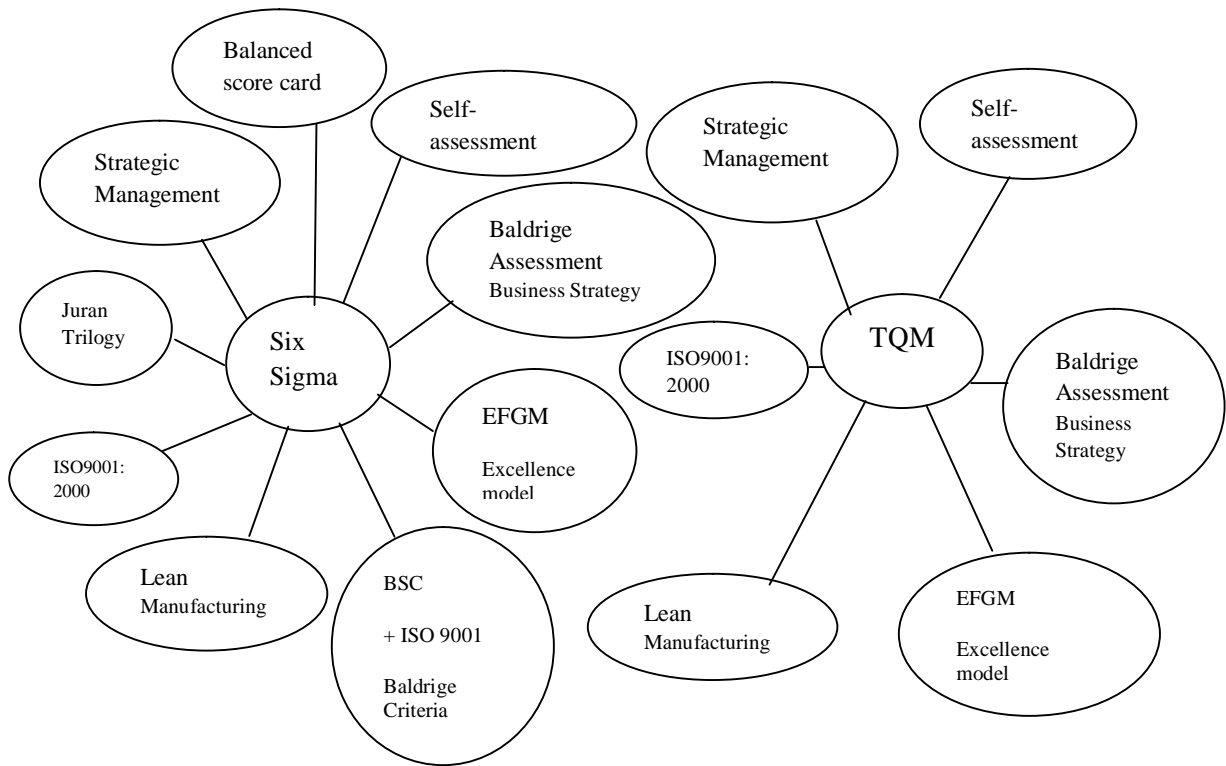 Balanced
score card
Self-
assessment
Strategic
Management
Baldrige
Assessment
Business Strategy
Juran
Trilogy
Six
Sigma
EFGM
Excellence
model
ISO9001:
2000
Lean
Manufacturing
BSC
+ ISO 9001
Baldrige
Criteria
Strategic
Management
Self-
assessment
TQM
ISO9001:
2000
Baldrige
Assessment
Business
Strategy
Lean
Manufacturing
EFGM
Excellence
model